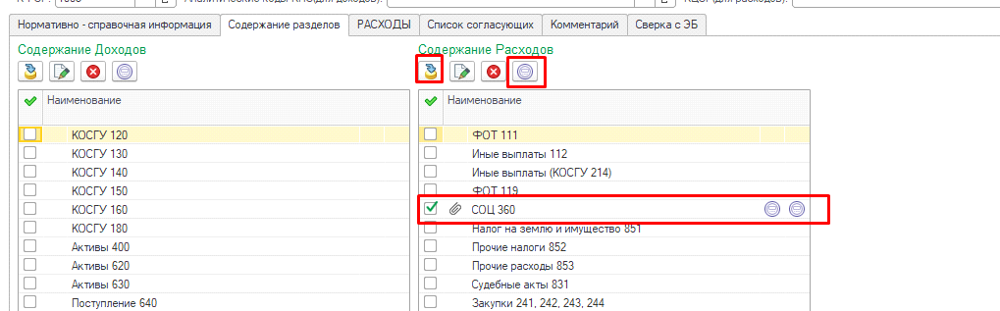 Нормативно - справочная информация Содержание разделов РАСХОДЫ Список согласующих Комментарий Сверка с ЭБ
Содержание Доходов
Наименование
КОСГУ 120
КОСГУ 130
КОСГУ 140
КОСГУ 150
КОСГУ 160
КОСГУ 180
Активы 400
Активы 620
Активы 630
Поступление 640
Содержание Расходов
Наименование
ФОТ 111
Иные выплаты 112
Иные выплаты (КОСГУ 214)
ФОТ 119
СОЦ 360
Налог на землю и имущество 851
Прочие налоги 852
Прочие расходы 853
Судебные акты 831
Закупки 241, 242, 243, 244